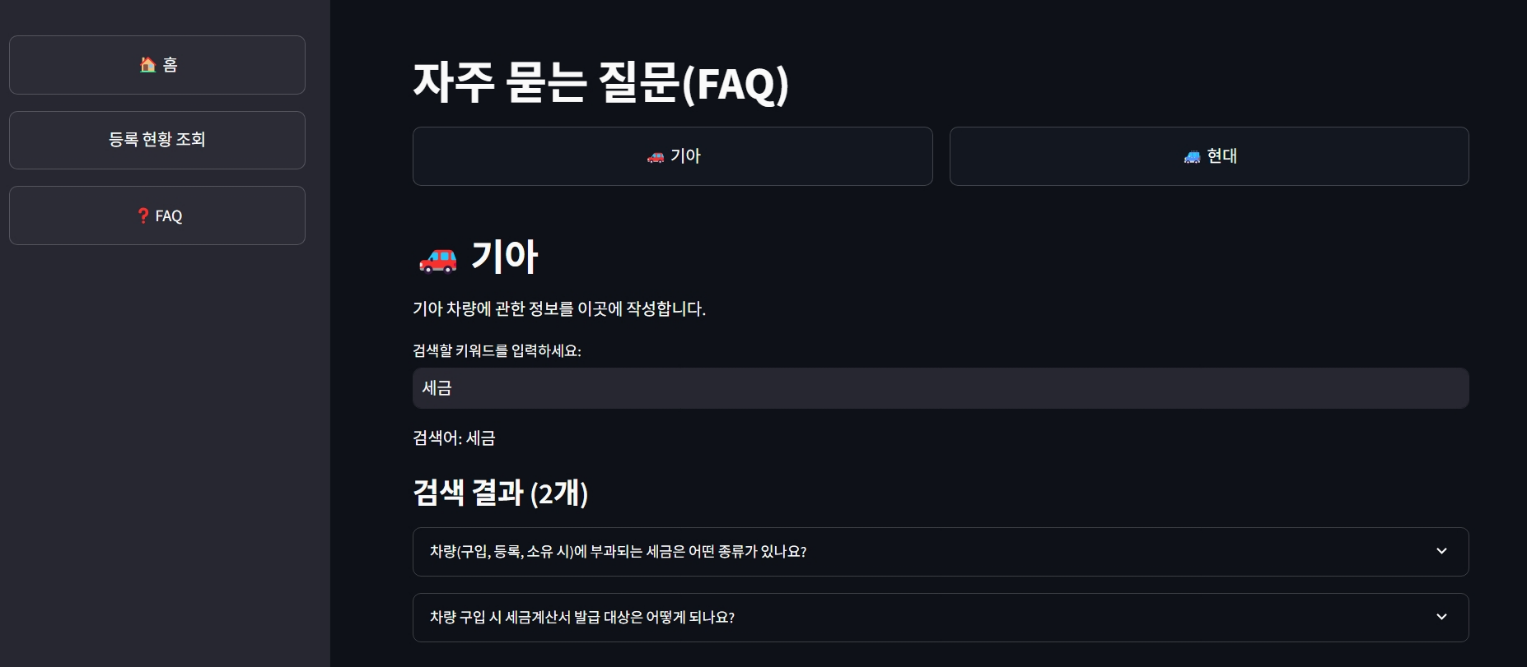 🏠 홈
등록 현황 조회
❓ FAQ
자주 묻는 질문(FAQ)
🚗 기아
🚙 현대
🚗 기아
기아 차량에 관한 정보를 이곳에 작성합니다.
검색할 키워드를 입력하세요:
세금
검색어: 세금
검색 결과 (2개)
차량(구입, 등록, 소유 시)에 부과되는 세금은 어떤 종류가 있나요?
차량 구입 시 세금계산서 발급 대상은 어떻게 되나요?